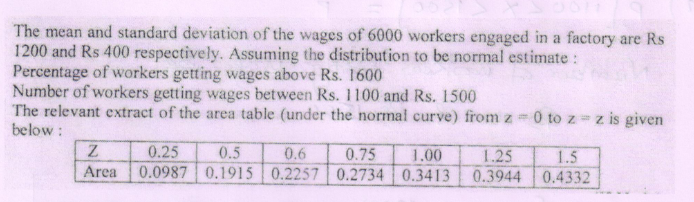 The mean and standard deviation of the wages of 6000 workers engaged in a factory are Rs
1200 and Rs 400 respectively. Assuming the distribution to be normal estimate :
Percentage of workers getting wages above Rs. 1600
Number of workers getting wages between Rs. 1100 and Rs. 1500
The relevant extract of the area table (under the normal curve) from z = 0 to z = z is given
below :
Z 0.25 0.5 0.6 0.75 1.00 1.25 1.5
Area 0.0987 0.1915 0.2257 0.2734 0.3413 0.3944 0.4332